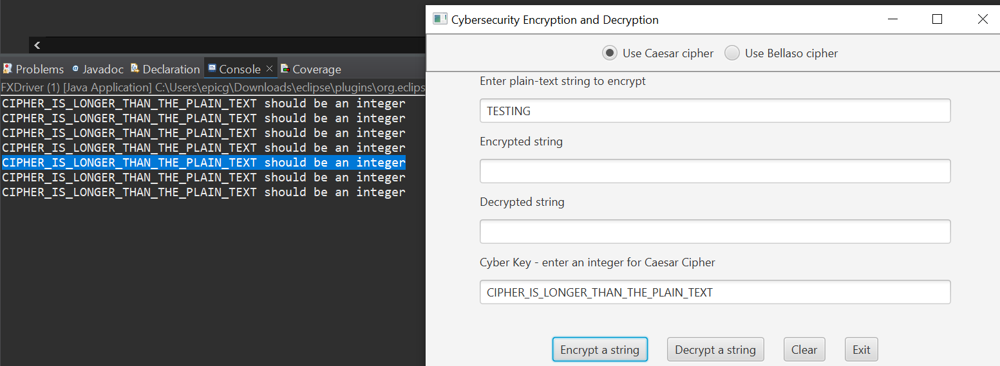 Problems @ Javadoc Declaration Console Coverage
FXDriver (1) [Java Application] C:\Users\epicg\Downloads\eclipse\plugins\org.eclips
CIPHER_IS_LONGER_THAN_THE_PLAIN_TEXT should be an integer
CIPHER_IS_LONGER_THAN_THE_PLAIN_TEXT should be an integer
CIPHER_IS_LONGER_THAN_THE_PLAIN_TEXT should be an integer
CIPHER_IS_LONGER_THAN_THE_PLAIN_TEXT should be an integer
CIPHER_IS_LONGER_THAN_THE_PLAIN_TEXT should be an integer
CIPHER_IS_LONGER_THAN_THE_PLAIN_TEXT should be an integer
CIPHER_IS_LONGER_THAN_THE_PLAIN_TEXT should be an integer
Cybersecurity Encryption and Decryption
Use Caesar cipher Use Bellaso cipher
Enter plain-text string to encrypt
TESTING
Encrypted string
Decrypted string
Cyber Key - enter an integer for Caesar Cipher
CIPHER_IS_LONGER_THAN_THE_PLAIN_TEXT
Encrypt a string Decrypt a string Clear Exit